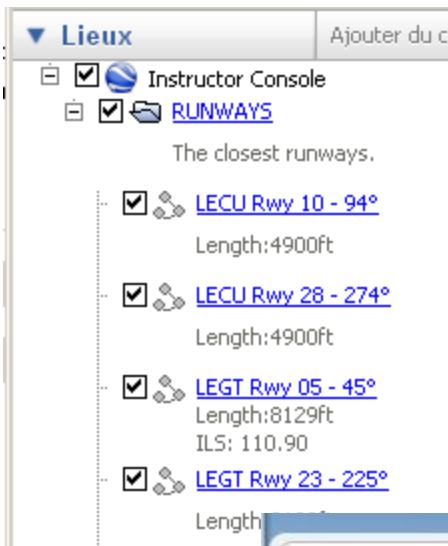 Lieux
Ajouter du c
Instructor Console
RUNWAYS
The closest runways.
LECU Rwy 10 - 94°
Length:4900ft
LECU Rwy 28 - 274°
Length:4900ft
LEGT Rwy 05 - 45°
Length:8129ft
ILS: 110.90
LEGT Rwy 23 - 225°
Length